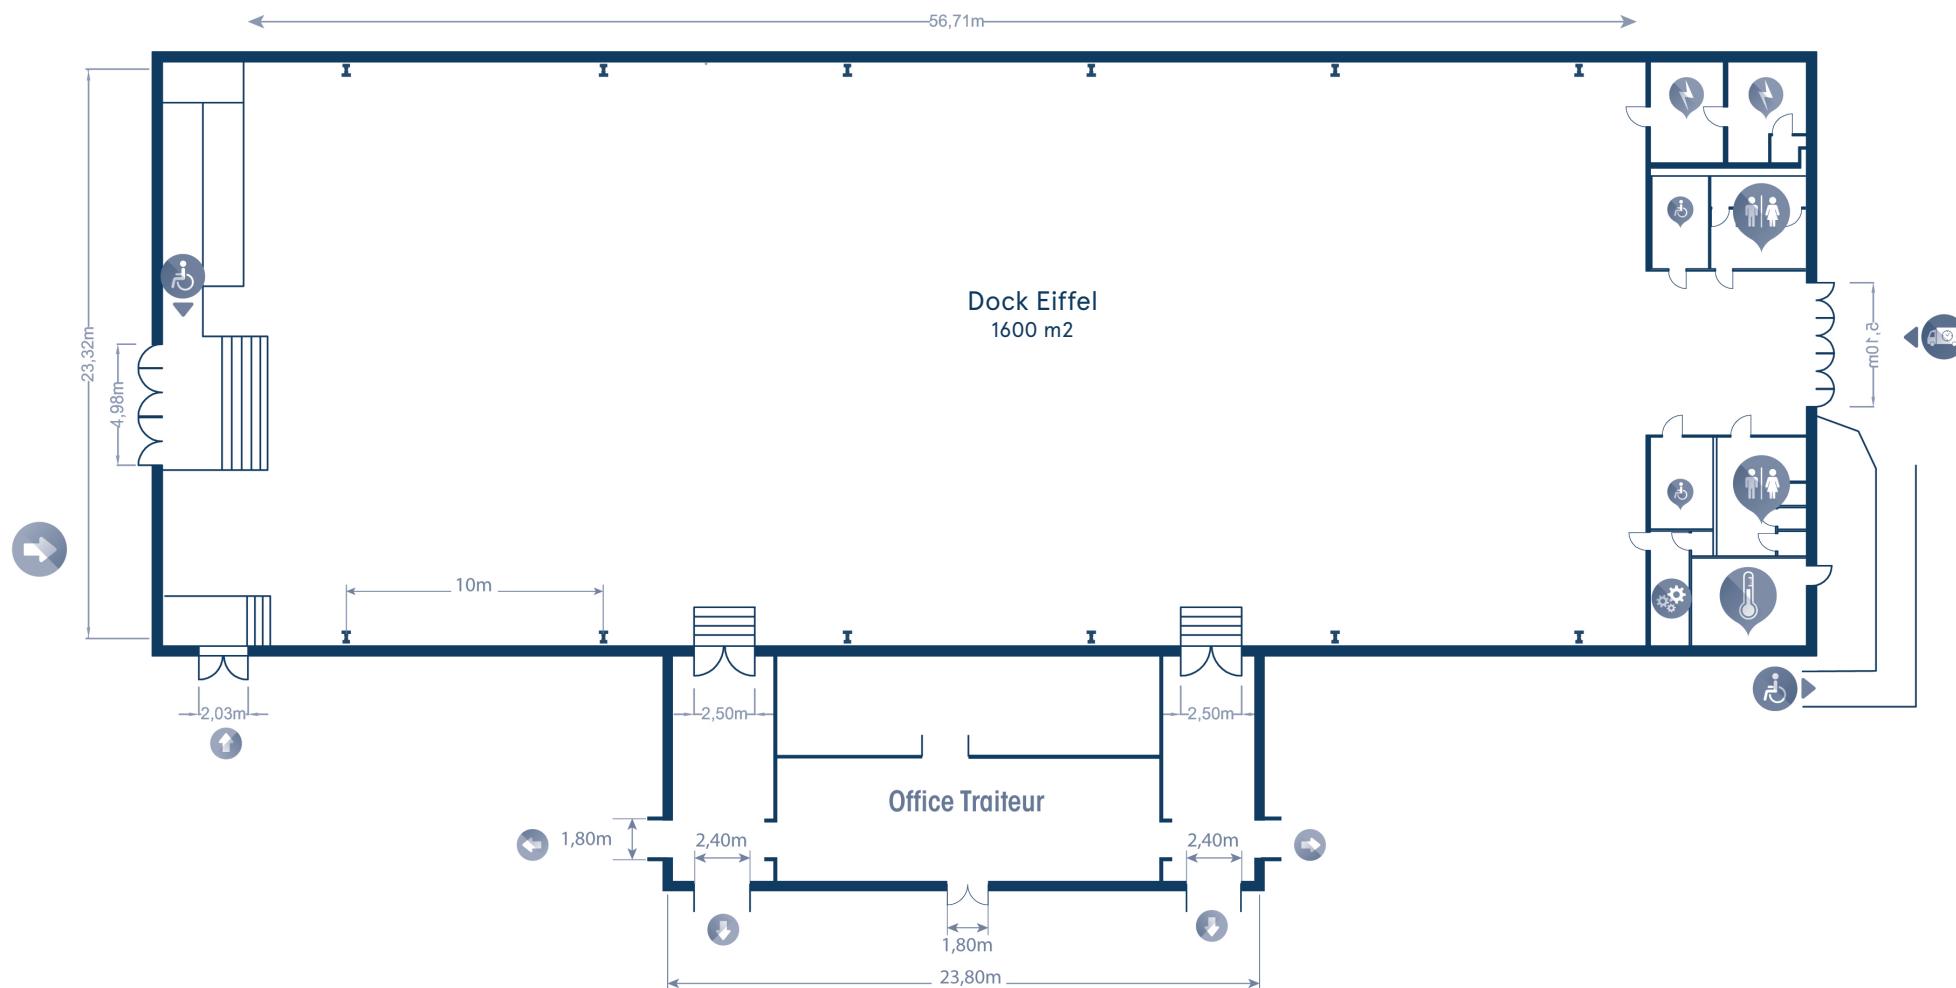 56,71m
Dock Eiffel
1600 m2
23,32m
4,98m
5,10m
10m
2,03m
2,50m
2,50m
Office Traiteur
1,80m
2,40m
2,40m
1,80m
23,80m